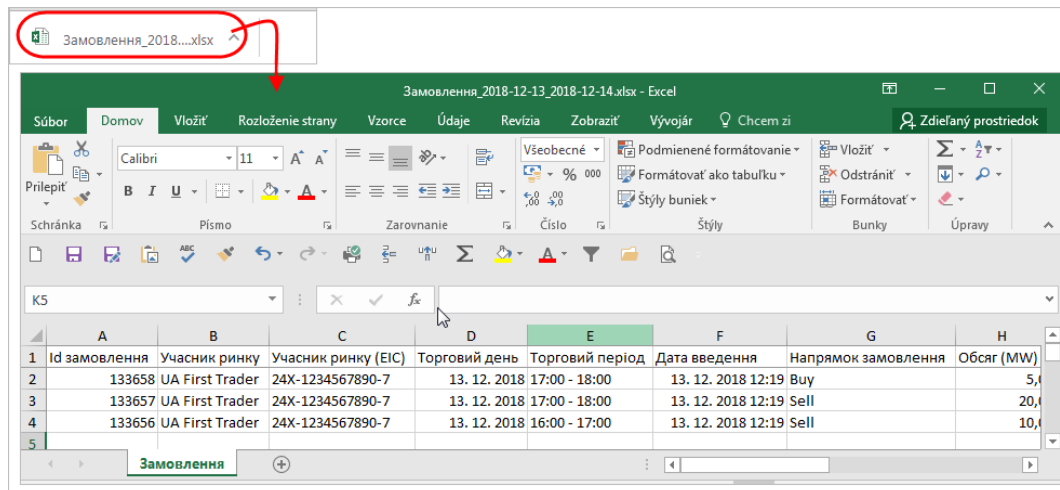 Замовлення_2018....xlsx
Замовлення_2018-12-13_2018-12-14.xlsx - Excel
Súbor Domov Vložiť Rozloženie strany Vzorce Údaje Revízia Zobraziť Vývojár Chcem zi Zdieľaný prostriedok
Prilepiť
Calibri 11
B I U
Všeobecné
% 000
Podmienené formátovanie
Formátovať ako tabuľku
Štýly buniek
Vložiť
Odstrániť
Formátovať
Schránka Písmo Zarovnanie Číslo Štýly Bunky Úpravy
K5 fx
A B C D E F G H
1 Id замовлення Учасник ринку Учасник ринку (EIC) Торговий день Торговий період Дата введення Напрямок замовлення Обсяг (MW)
2 133658 UA First Trader 24X-1234567890-7 13. 12. 2018 17:00 - 18:00 13. 12. 2018 12:19 Buy 5,
3 133657 UA First Trader 24X-1234567890-7 13. 12. 2018 17:00 - 18:00 13. 12. 2018 12:19 Sell 20,
4 133656 UA First Trader 24X-1234567890-7 13. 12. 2018 16:00 - 17:00 13. 12. 2018 12:19 Sell 10,
5
Замовлення